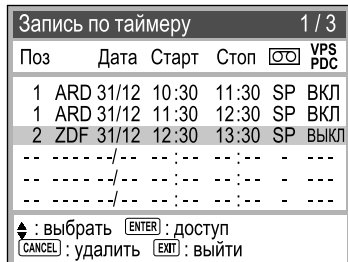 Запись по таймеру 1 / 3
Поз Дата Старт Стоп VPS PDC
1 ARD 31/12 10:30 11:30 SP ВКЛ
1 ARD 31/12 11:30 12:30 SP ВКЛ
2 ZDF 31/12 12:30 13:30 SP ВЫКЛ
-- ------/-- --:-- --:-- - ---
-- ------/-- --:-- --:-- - ---
-- ------/-- --:-- --:-- - ---
: выбрать ENTER : доступ
CANCEL : удалить EXIT : выйти